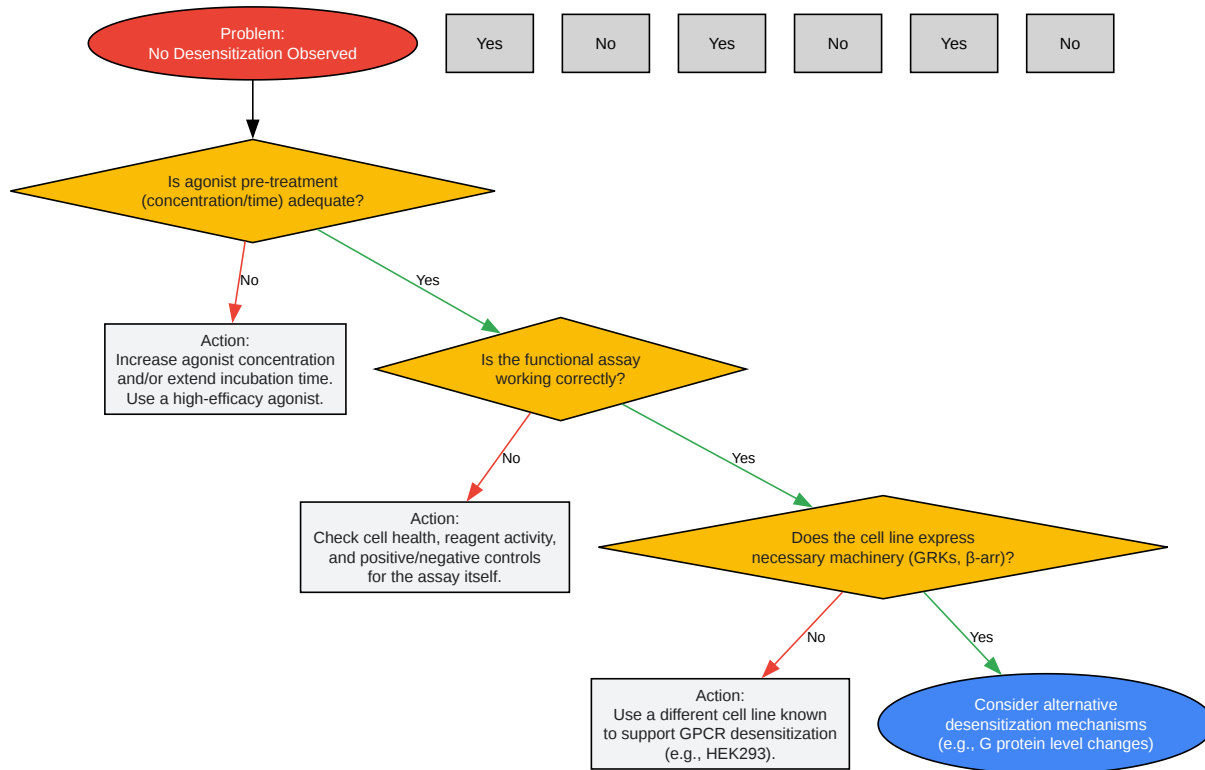 Problem:
No Desensitization Observed
Yes
No
Yes
No
Yes
No
Is agonist pre-treatment
(concentration/time) adequate?
No
Yes
Action:
Increase agonist concentration
and/or extend incubation time.
Use a high-efficacy agonist.
Is the functional assay
working correctly?
No
Yes
Action:
Check cell health, reagent activity,
and positive/negative controls
for the assay itself.
Does the cell line express
necessary machinery (GRKs, β-arr)?
No
Yes
Action:
Use a different cell line known
to support GPCR desensitization
(e.g., HEK293).
Consider alternative
desensitization mechanisms
(e.g., G protein level changes)